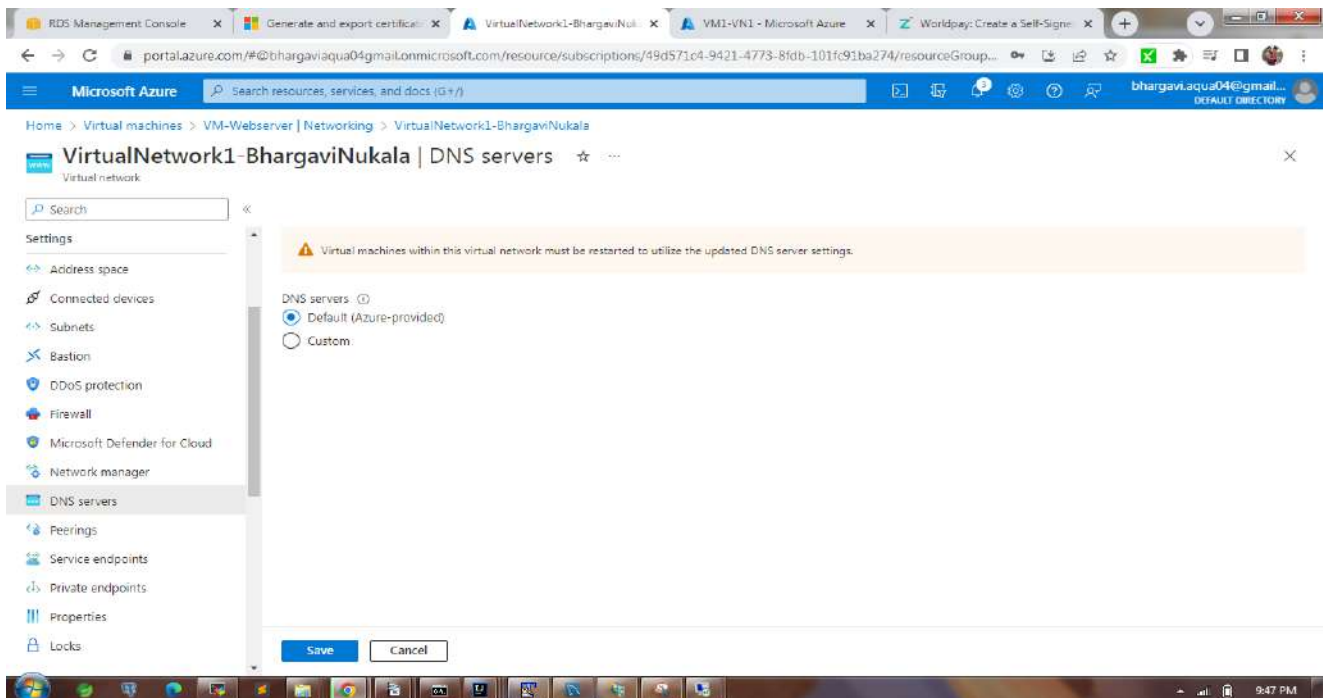 RDS Management Console
Generate and export certificat
VirtualNetwork1-BhargaviNuk
VM1-VN1 - Microsoft Azure
Worldpay: Create a Self-Signe
portal.azure.com/#@bhargaviaqua04gmail.onmicrosoft.com/resource/subscriptions/49d571c4-9421-4773-8fdb-101fc91ba274/resourceGroup...
Microsoft Azure
Search resources, services, and docs (G+/)
3
bhargavi.aqua04@gmail...
DEFAULT DIRECTORY
Home > Virtual machines > VM-Webserver | Networking > VirtualNetwork1-BhargaviNukala
VirtualNetwork1-BhargaviNukala | DNS servers
Virtual network
Search
Settings
Address space
Connected devices
Subnets
Bastion
DDoS protection
Firewall
Microsoft Defender for Cloud
Network manager
DNS servers
Peerings
Service endpoints
Private endpoints
Properties
Locks
Virtual machines within this virtual network must be restarted to utilize the updated DNS server settings.
DNS servers
Default (Azure-provided)
Custom
Save
Cancel
9:47 PM